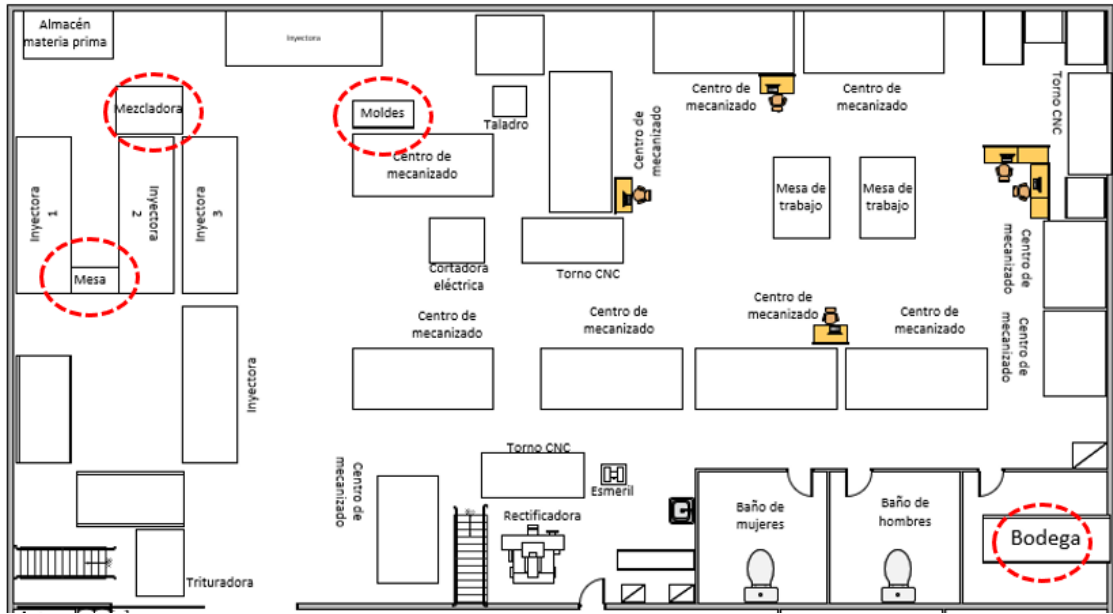 Almacén
materia prima
Inyectora
Mezcladora
Moldes
Taladro
Centro de
mecanizado
Centro de
mecanizado
Centro de
mecanizado
Centro de
mecanizado
Torno CNC
Inyectora
1
Inyectora
2
Inyectora
3
Mesa
Mesa de
trabajo
Mesa de
trabajo
Cortadora
eléctrica
Torno CNC
Centro de
mecanizado
Centro de
mecanizado
Centro de
mecanizado
Centro de
mecanizado
Centro de
mecanizado
Centro de
mecanizado
Inyectora
Centro de
mecanizado
Torno CNC
Esmeril
Rectificadora
Baño de
mujeres
Baño de
hombres
Bodega
Trituradora